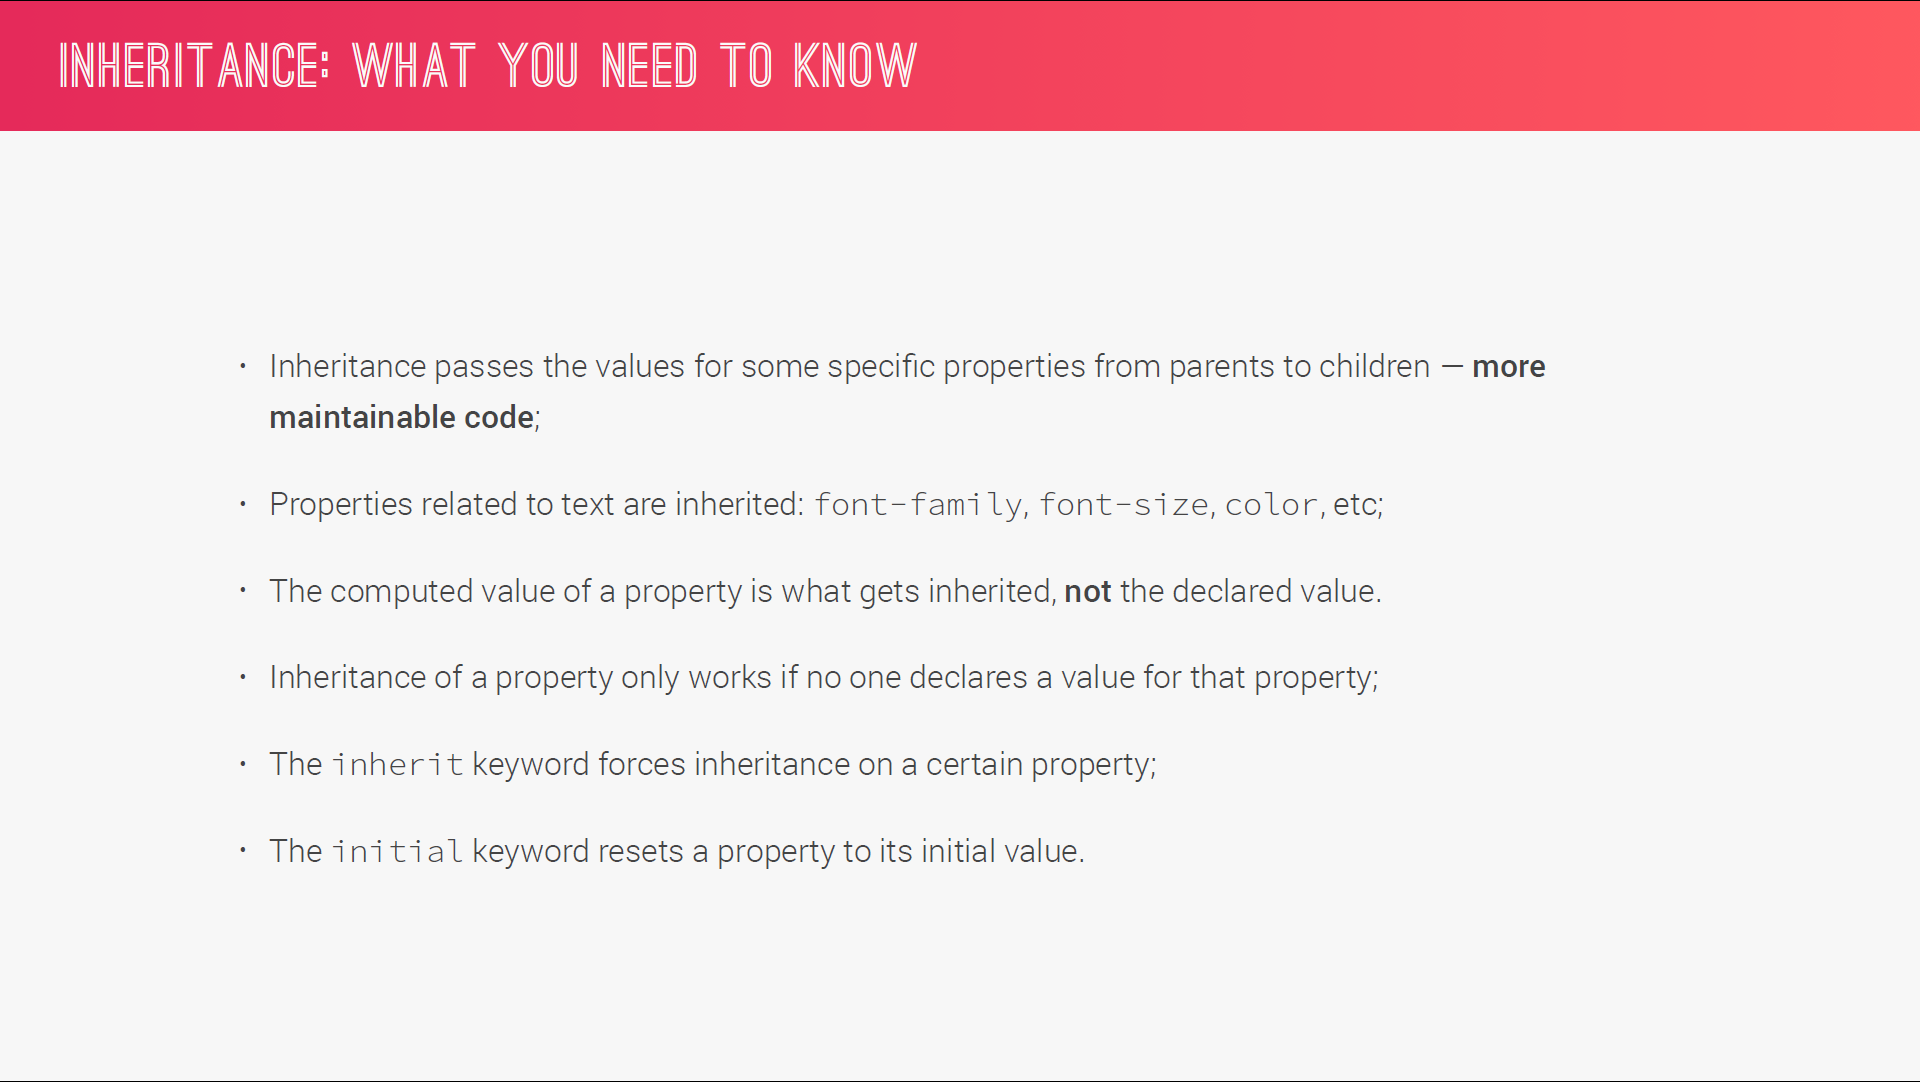 INHERITANCE: WHAT YOU NEED TO KNOW
• Inheritance passes the values for some specific properties from parents to children – more
maintainable code;
• Properties related to text are inherited: font-family, font-size, color, etc;
• The computed value of a property is what gets inherited, not the declared value.
• Inheritance of a property only works if no one declares a value for that property;
• The inherit keyword forces inheritance on a certain property;
• The initial keyword resets a property to its initial value.